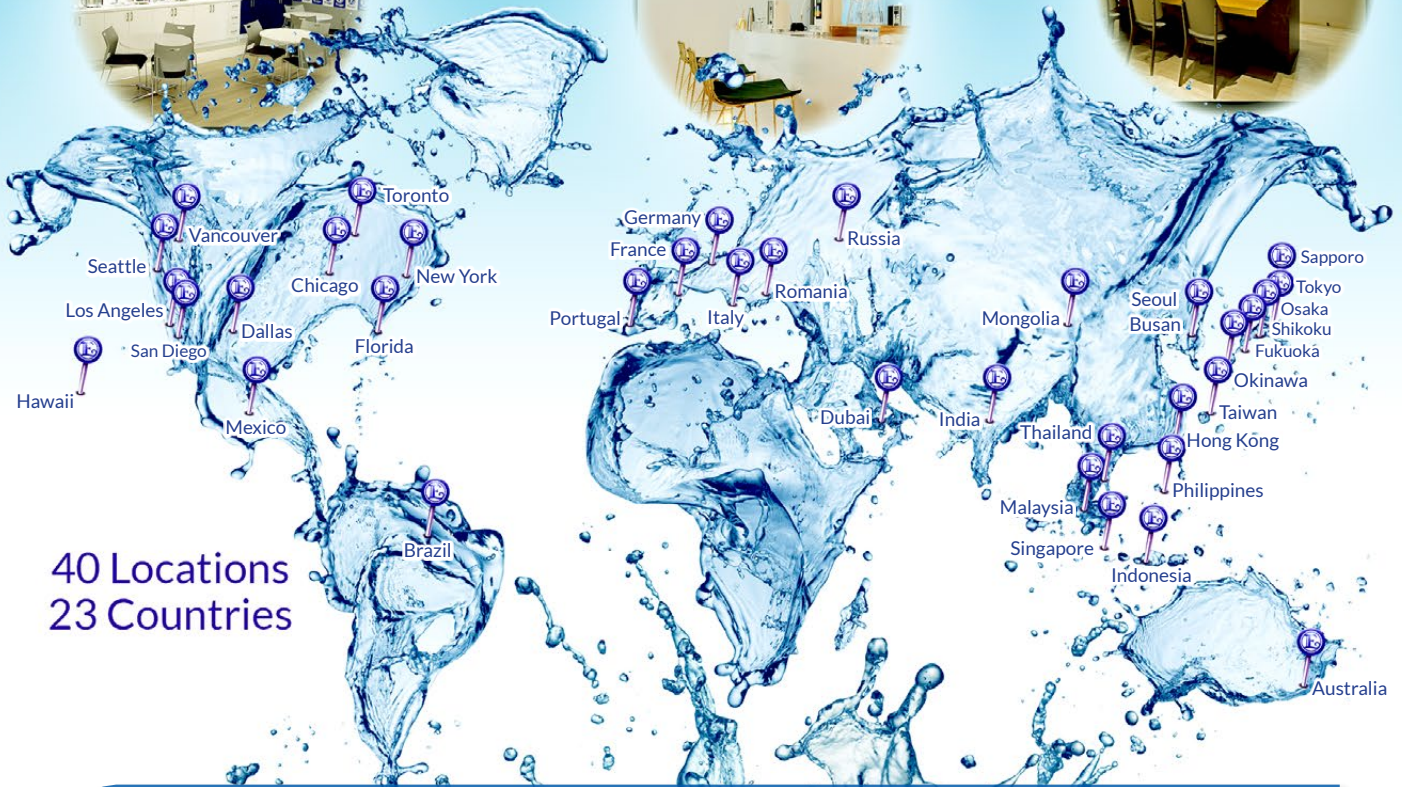 Toronto
Vancouver
Seattle
Chicago
New York
Los Angeles
Dallas
San Diego
Florida
Hawaii
Mexico
Brazil
40 Locations
23 Countries
Germany
France
Russia
Romania
Portugal
Italy
Mongolia
Seoul
Busan
Sapporo
Tokyo
Osaka
Shikoku
Fukuoka
Okinawa
Taiwan
Dubai
India
Thailand
Hong Kong
Malaysia
Philippines
Singapore
Indonesia
Australia